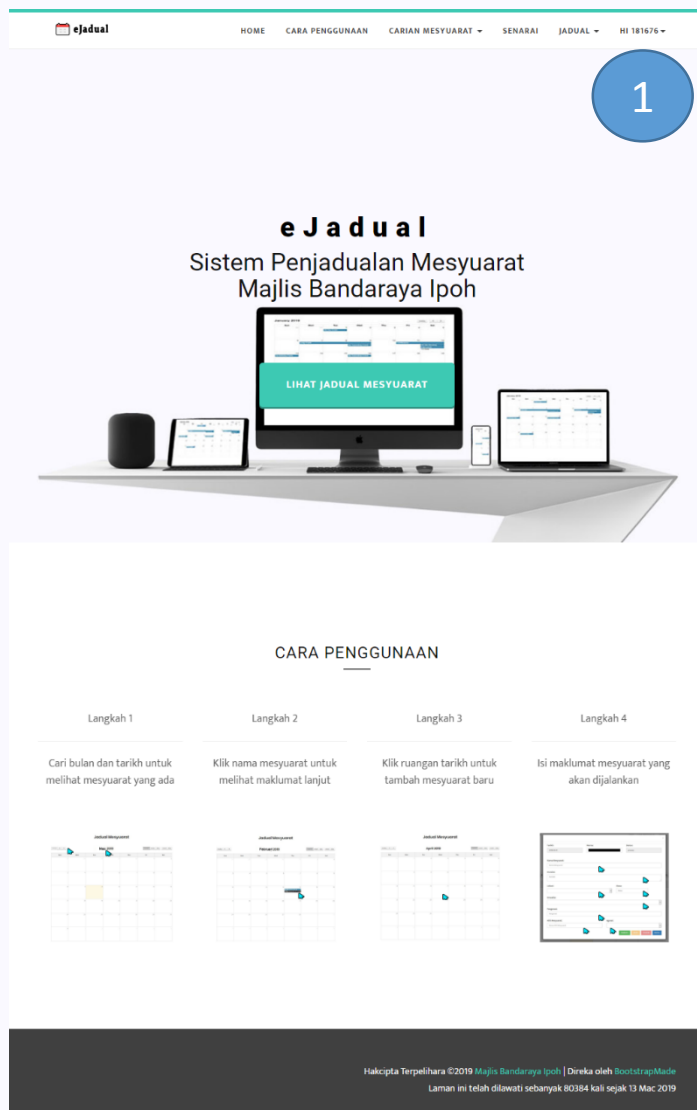 eJadual
HOME CARA PENGGUNAAN CARIAN MESYUARAT SENARAI JADUAL HI 181676
1
eJadual
Sistem Penjadualan Mesyuarat
Majlis Bandaraya Ipoh
LIHAT JADUAL MESYUARAT
CARA PENGGUNAAN
Langkah 1
Cari bulan dan tarikh untuk
melihat mesyuarat yang ada
Langkah 2
Klik nama mesyuarat untuk
melihat maklumat lanjut
Langkah 3
Klik ruangan tarikh untuk
tambah mesyuarat baru
Langkah 4
Isi maklumat mesyuarat yang
akan dijalankan
Jadual Mesyuarat
Jadual Mesyuarat
Jadual Mesyuarat
Hakcipta Terpelihara ©2019 Majlis Bandaraya Ipoh | Direka oleh BootstrapMade
Laman ini telah dilawati sebanyak 80384 kali sejak 13 Mac 2019